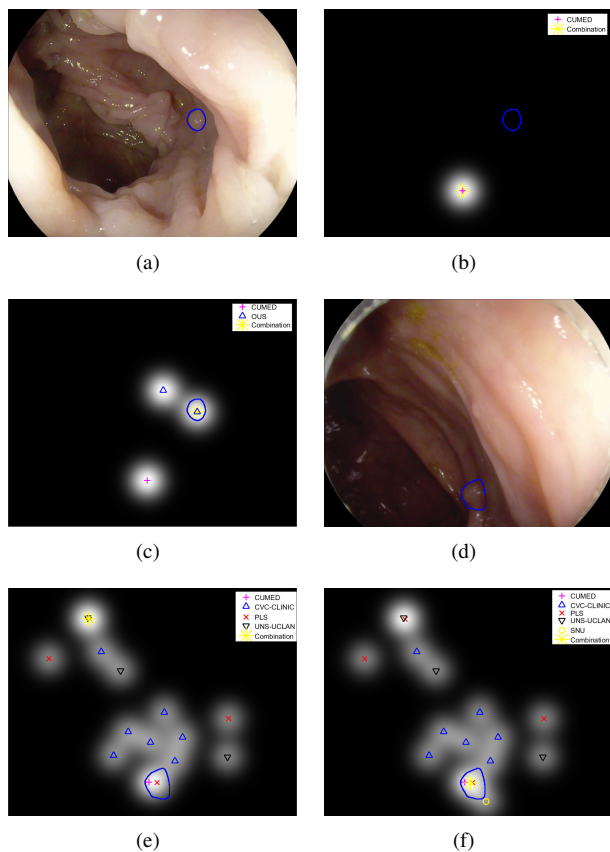 CUMED
Combination
(a)
(b)
CUMED
OUS
Combination
(c)
(d)
CUMED
CVC-CLINIC
PLS
UNS-UCLAN
Combination
CUMED
CVC-CLINIC
PLS
UNS-UCLAN
SNU
Combination
(e)
(f)